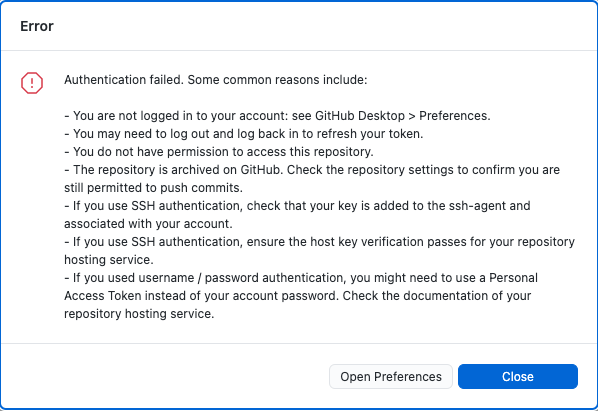 Error
Authentication failed. Some common reasons include:
- You are not logged in to your account: see GitHub Desktop > Preferences.
- You may need to log out and log back in to refresh your token.
- You do not have permission to access this repository.
- The repository is archived on GitHub. Check the repository settings to confirm you are
still permitted to push commits.
- If you use SSH authentication, check that your key is added to the ssh-agent and
associated with your account.
- If you use SSH authentication, ensure the host key verification passes for your repository
hosting service.
- If you used username / password authentication, you might need to use a Personal
Access Token instead of your account password. Check the documentation of your
repository hosting service.
Open Preferences
Close